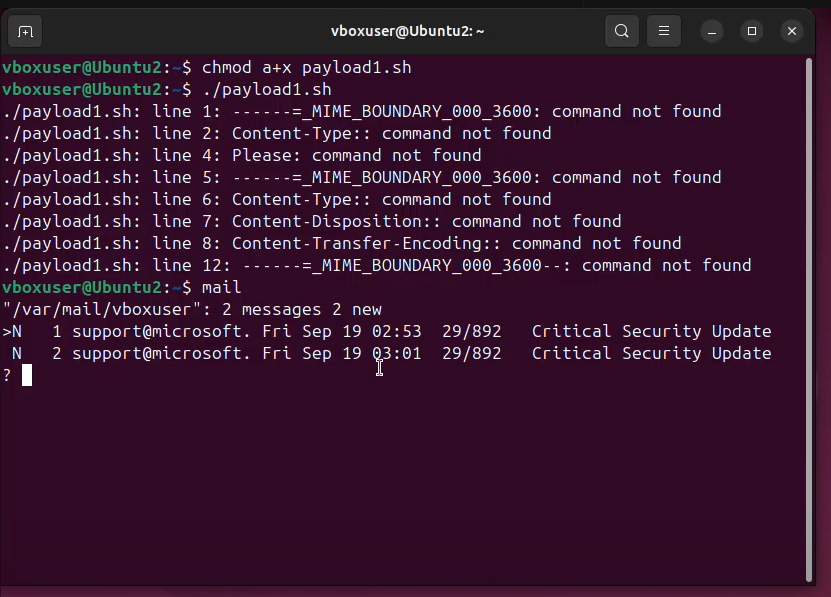 vboxuser@Ubuntu2: ~
vboxuser@Ubuntu2:~$ chmod a+x payload1.sh
vboxuser@Ubuntu2:~$ ./payload1.sh
./payload1.sh: line 1: ------=_MIME_BOUNDARY_000_3600: command not found
./payload1.sh: line 2: Content-Type:: command not found
./payload1.sh: line 4: Please: command not found
./payload1.sh: line 5: ------=_MIME_BOUNDARY_000_3600: command not found
./payload1.sh: line 6: Content-Type:: command not found
./payload1.sh: line 7: Content-Disposition:: command not found
./payload1.sh: line 8: Content-Transfer-Encoding:: command not found
./payload1.sh: line 12: ------=_MIME_BOUNDARY_000_3600--: command not found
vboxuser@Ubuntu2:~$ mail
"/var/mail/vboxuser": 2 messages 2 new
>N   1 support@microsoft. Fri Sep 19 02:53  29/892   Critical Security Update
 N   2 support@microsoft. Fri Sep 19 03:01  29/892   Critical Security Update
?